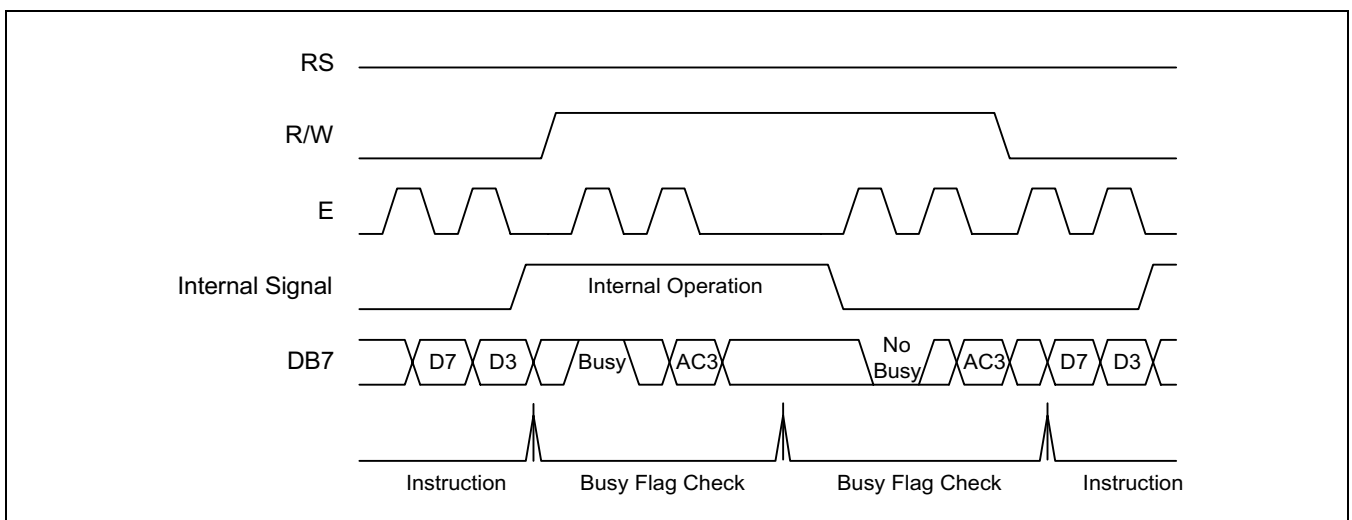 RS
R/W
E
Internal Signal
Internal Operation
DB7
D7 D3 Busy AC3 No Busy AC3 D7 D3
Instruction Busy Flag Check Busy Flag Check Instruction